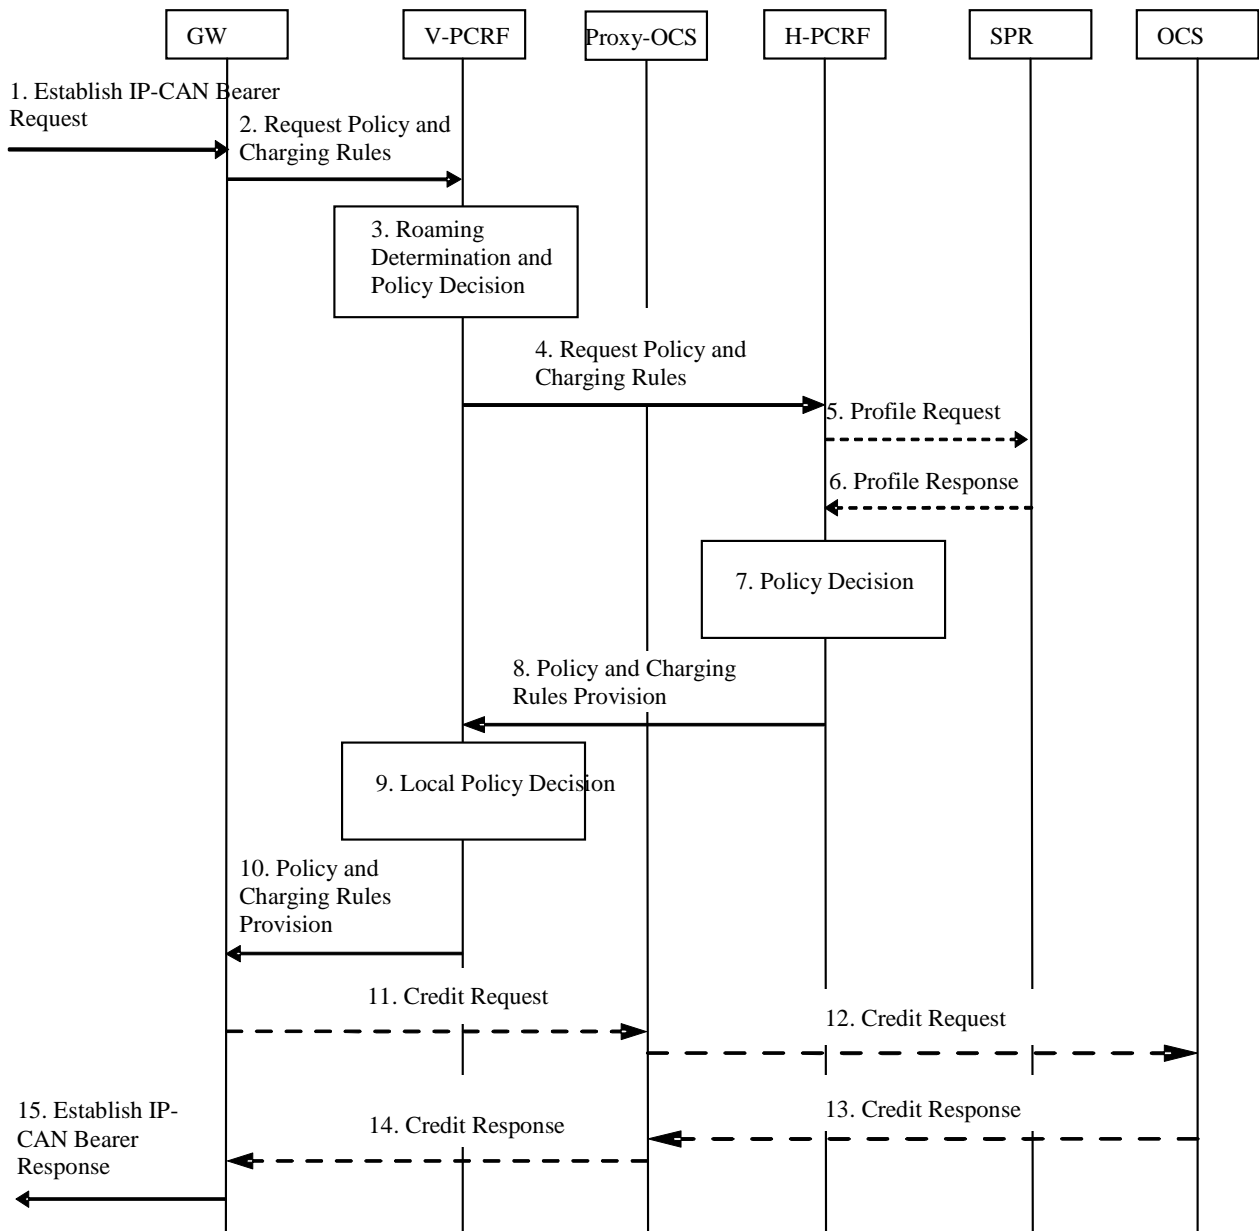 GW
V-PCRF
Proxy-OCS
H-PCRF
SPR
OCS
1. Establish IP-CAN Bearer
Request
2. Request Policy and
Charging Rules
3. Roaming
Determination and
Policy Decision
4. Request Policy and
Charging Rules
5. Profile Request
6. Profile Response
7. Policy Decision
8. Policy and Charging
Rules Provision
9. Local Policy Decision
10. Policy and
Charging Rules
Provision
11. Credit Request
12. Credit Request
13. Credit Response
14. Credit Response
15. Establish IP-
CAN Bearer
Response